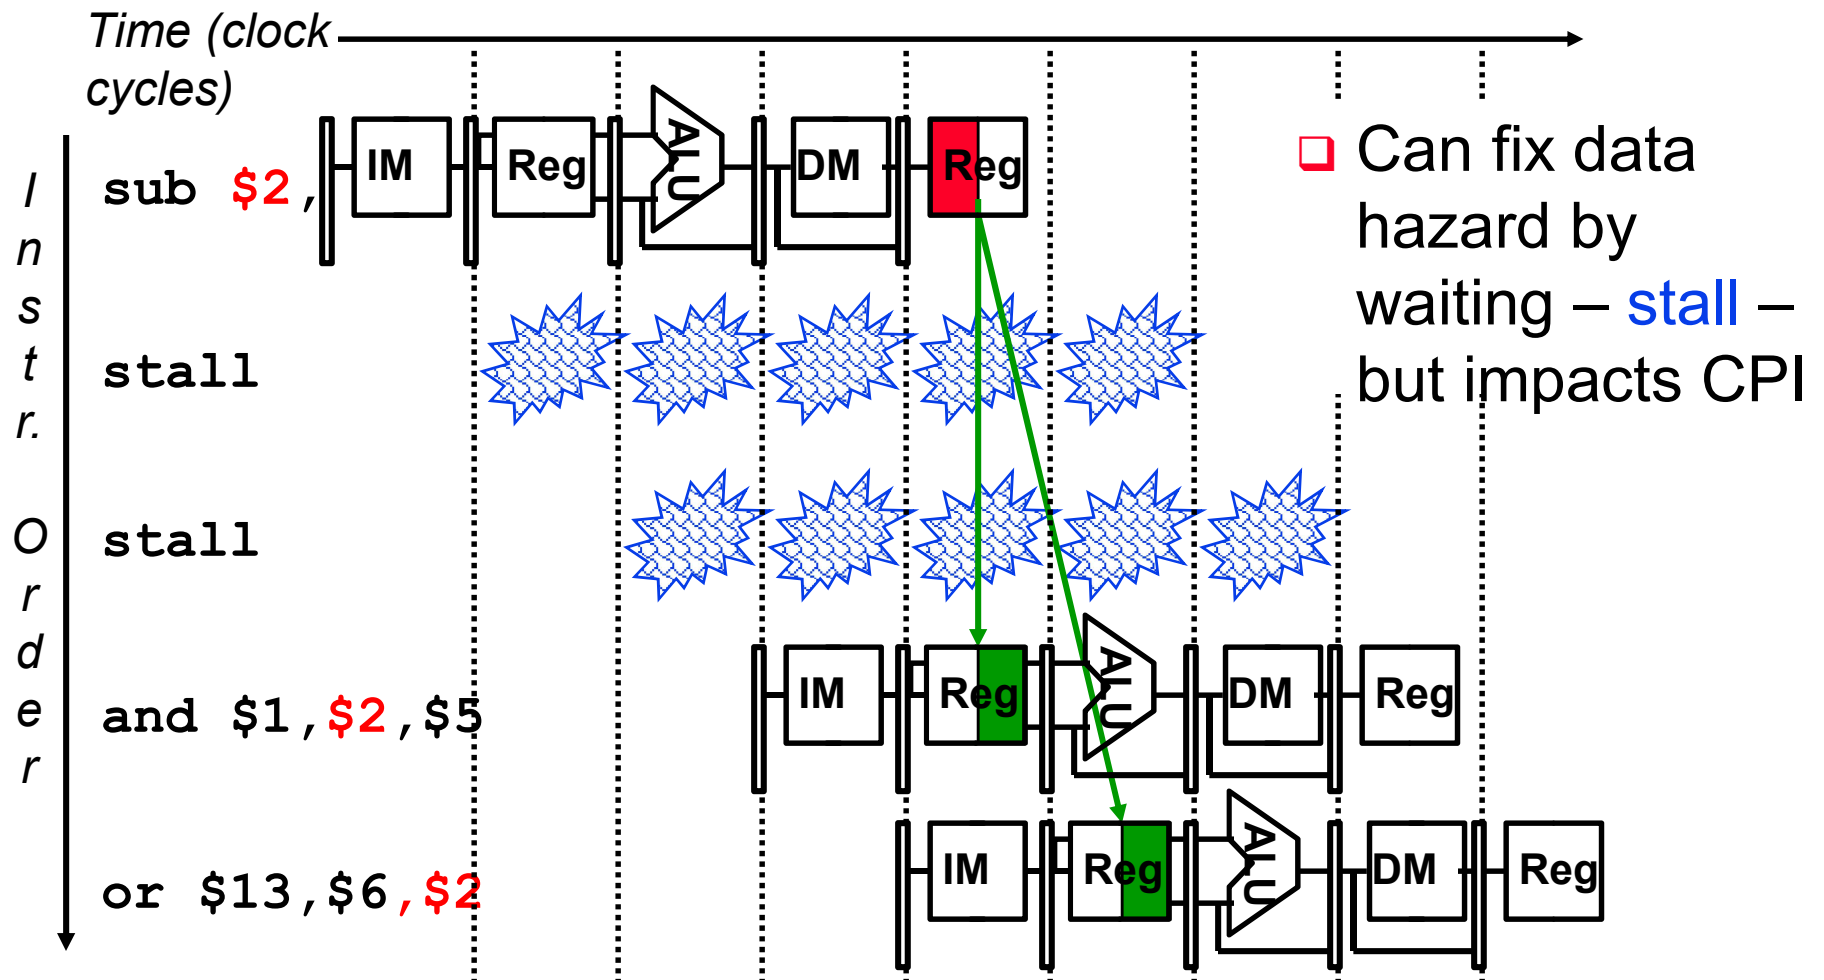 Time (clock
cycles)
Instr. Order
sub $2,
IM Reg ALU DM Reg
❑ Can fix data
hazard by
waiting – stall –
but impacts CPI
stall
stall
and $1,$2,$5
IM Reg ALU DM Reg
or $13,$6,$2
IM Reg ALU DM Reg